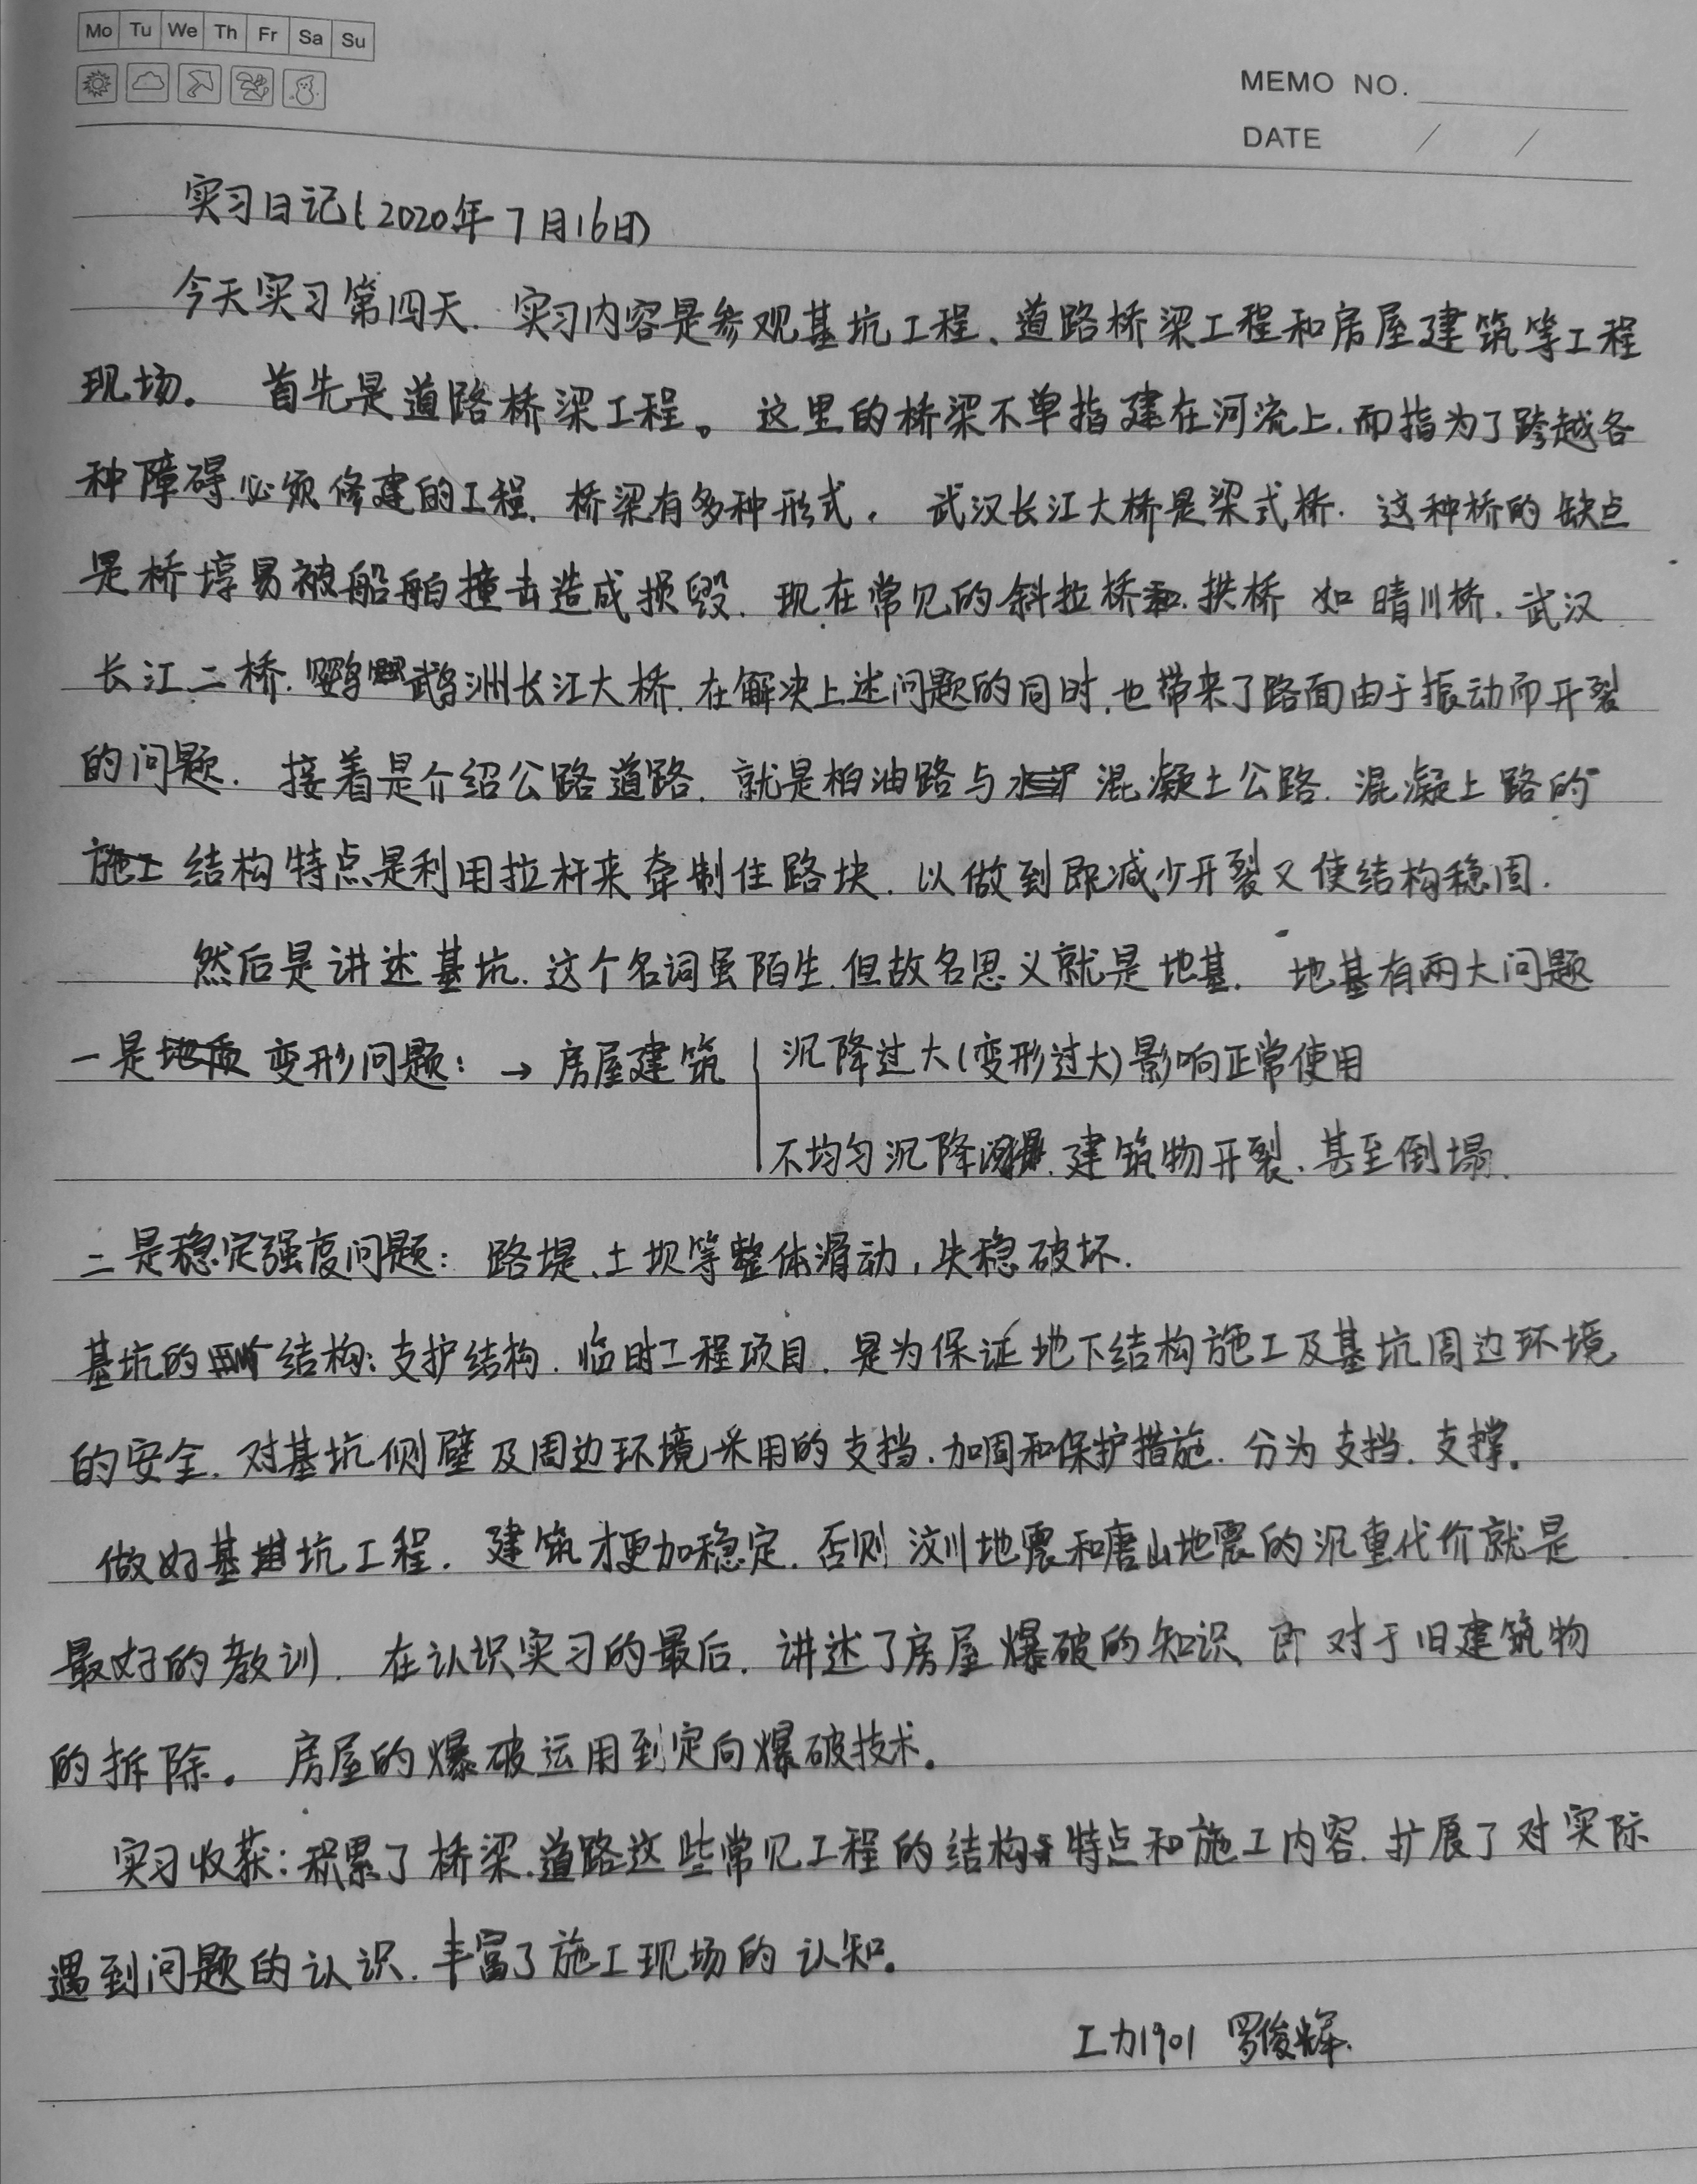 Mo Tu We Th Fr Sa Su
MEMO NO.
DATE / /
实习日记(2020年7月16日)
今天实习第四天.实习内容是参观基坑工程、道路桥梁工程和房屋建筑等工程
现场。首先是道路桥梁工程。这里的桥梁不单指建在河流上.而指为了跨越各
种障碍必须修建的工程.桥梁有多种形式.武汉长江大桥是梁式桥.这种桥的缺点
是桥墩易被船舶撞击造成损毁.现在常见的斜拉桥和拱桥如晴川桥.武汉
长江二桥.鹦鹉洲长江大桥.在解决上述问题的同时.也带来了路面由于振动而开裂
的问题.接着是介绍公路道路.就是柏油路与混凝土公路.混凝土路的
结构特点是利用拉杆来牵制住路块.以做到即减少开裂又使结构稳固.
然后是讲述基坑.这个名词虽陌生.但故名思义就是地基.地基有两大问题
一是变形问题:→房屋建筑 沉降过大(变形过大)影响正常使用
不均匀沉降.建筑物开裂、甚至倒塌.
二是稳定强度问题:路堤、土坝等整体滑动,失稳破坏.
基坑的结构:支护结构.临时工程项目.是为保证地下结构施工及基坑周边环境
的安全.对基坑侧壁及周边环境采用的支挡.加固和保护措施.分为支挡.支撑。
做好基坑工程.建筑才更加稳定.否则汶川地震和唐山地震的沉重代价就是
最好的教训.在认识实习的最后.讲述了房屋爆破的知识、即对于旧建筑物
的拆除。房屋的爆破运用到定向爆破技术。
实习收获:积累了桥梁.道路这些常见工程的结构特点和施工内容.扩展了对实际
遇到问题的认识.丰富了施工现场的认知。
工力1901 罗俊辉.